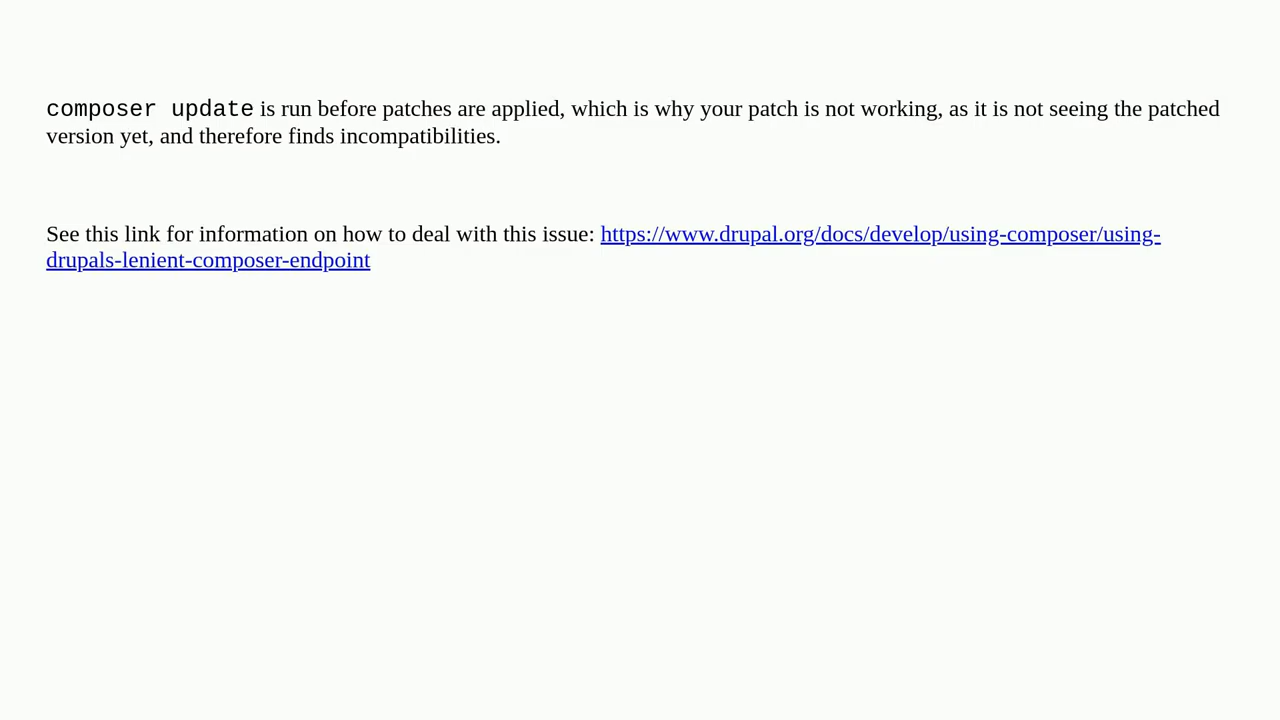 composer update is run before patches are applied, which is why your patch is not working, as it is not seeing the patched
version yet, and therefore finds incompatibilities.
See this link for information on how to deal with this issue: https://www.drupal.org/docs/develop/using-composer/using-
drupals-lenient-composer-endpoint